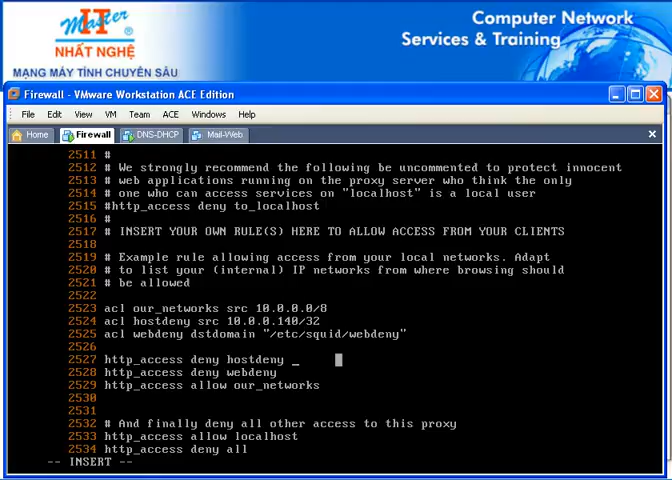 Master IT
NHẤT NGHỆ
MẠNG MÁY TÍNH CHUYÊN SÂU
Computer Network
Services & Training
Firewall - VMware Workstation ACE Edition
File Edit View VM Team ACE Windows Help
Home Firewall DNS-DHCP Mail-Web
2511 #
2512 # We strongly recommend the following be uncommented to protect innocent
2513 # web applications running on the proxy server who think the only
2514 # one who can access services on "localhost" is a local user
2515 #http_access deny to_localhost
2516 #
2517 # INSERT YOUR OWN RULE(S) HERE TO ALLOW ACCESS FROM YOUR CLIENTS
2518
2519 # Example rule allowing access from your local networks. Adapt
2520 # to list your (internal) IP networks from where browsing should
2521 # be allowed
2522
2523 acl our_networks src 10.0.0.0/8
2524 acl hostdeny src 10.0.0.140/32
2525 acl webdeny dstdomain "/etc/squid/webdeny"
2526
2527 http_access deny hostdeny _
2528 http_access deny webdeny
2529 http_access allow our_networks
2530
2531
2532 # And finally deny all other access to this proxy
2533 http_access allow localhost
2534 http_access deny all
-- INSERT --